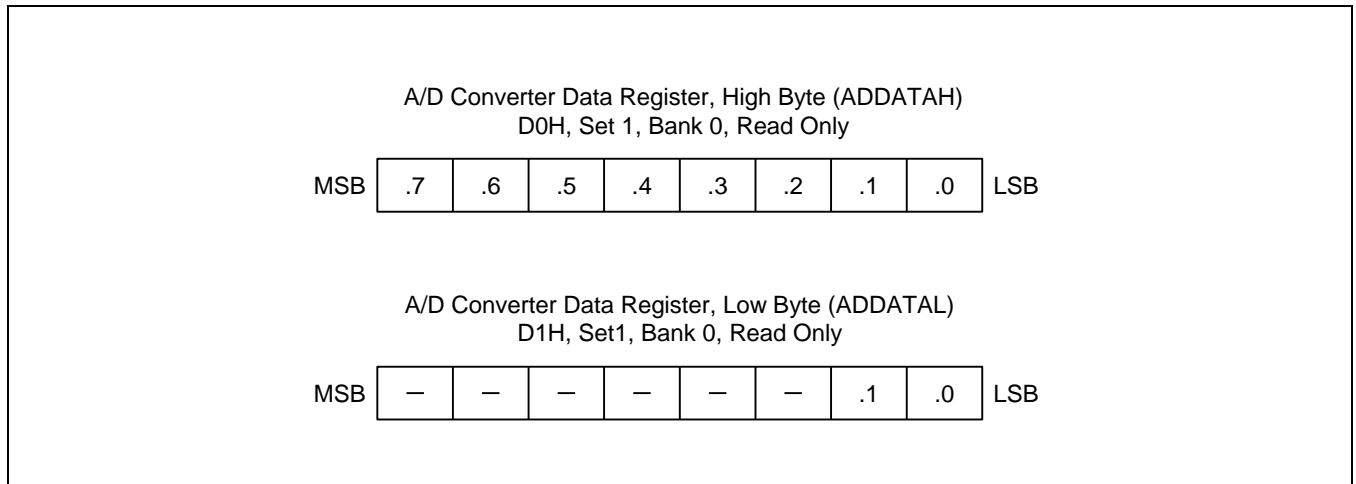 A/D Converter Data Register, High Byte (ADDATAH)
D0H, Set 1, Bank 0, Read Only
MSB .7 .6 .5 .4 .3 .2 .1 .0 LSB
A/D Converter Data Register, Low Byte (ADDATAL)
D1H, Set1, Bank 0, Read Only
MSB – – – – – – .1 .0 LSB